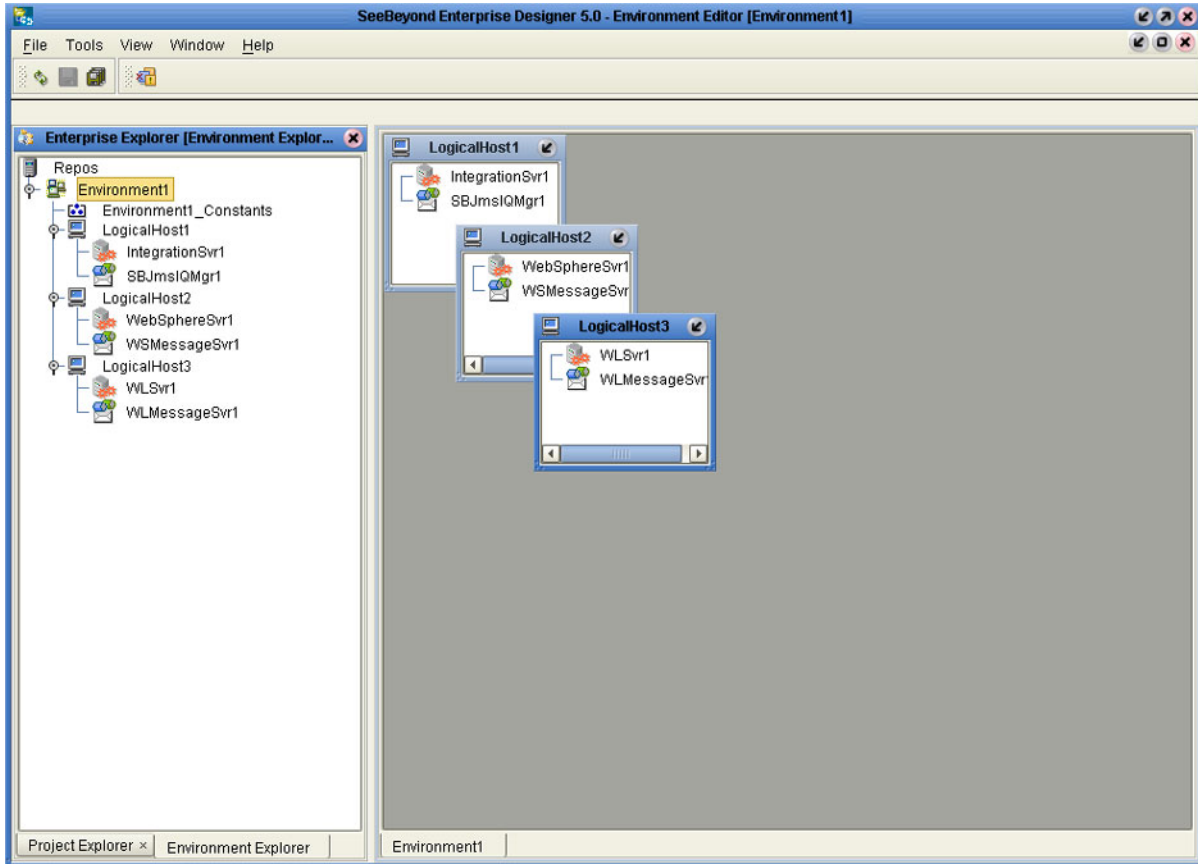 SeeBeyond Enterprise Designer 5.0 - Environment Editor [Environment1]
File Tools View Window Help
Enterprise Explorer [Environment Explor...
Repos
Environment1
Environment1_Constants
LogicalHost1
IntegrationSvr1
SBJmsIQMgr1
LogicalHost2
WebSphereSvr1
WSMessageSvr1
LogicalHost3
WLSvr1
WLMessageSvr1
Project Explorer ×
Environment Explorer
LogicalHost1
IntegrationSvr1
SBJmsIQMgr1
LogicalHost2
WebSphereSvr1
WSMessageSvr
LogicalHost3
WLSvr1
WLMessageSvr
Environment1